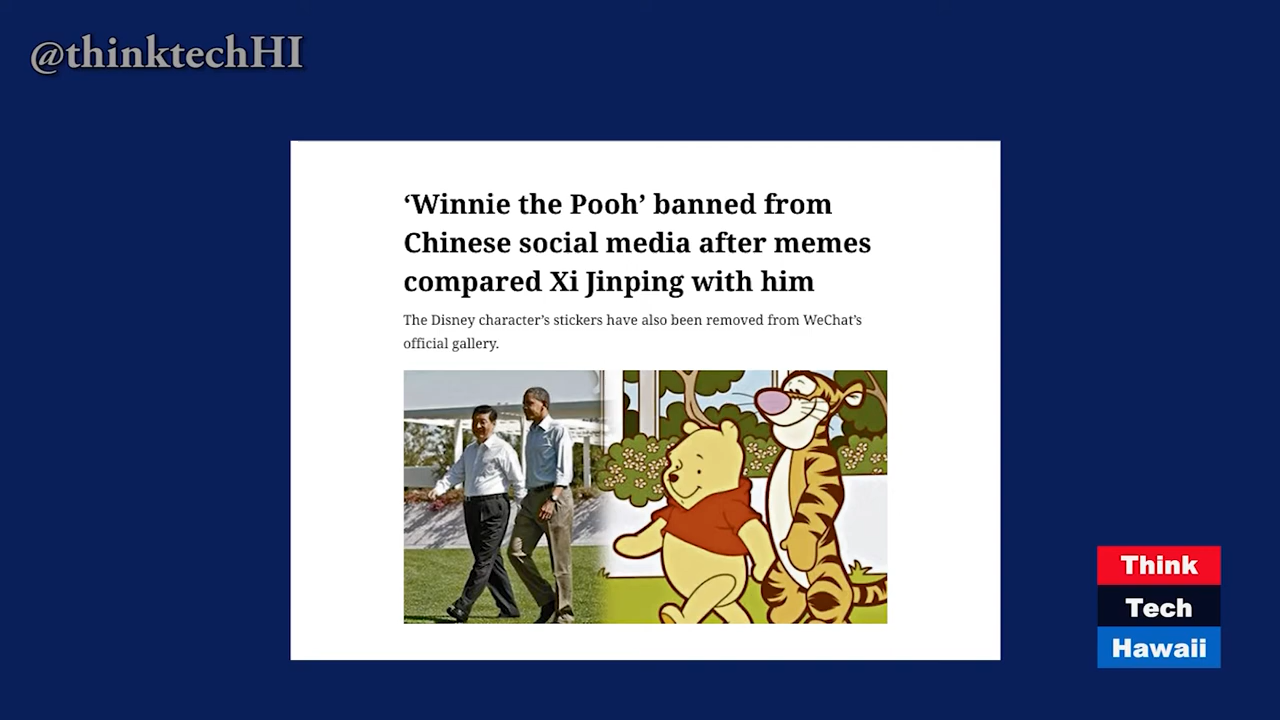 @thinktechHI
‘Winnie the Pooh’ banned from
Chinese social media after memes
compared Xi Jinping with him
The Disney character’s stickers have also been removed from WeChat’s
official gallery.
Think
Tech
Hawaii